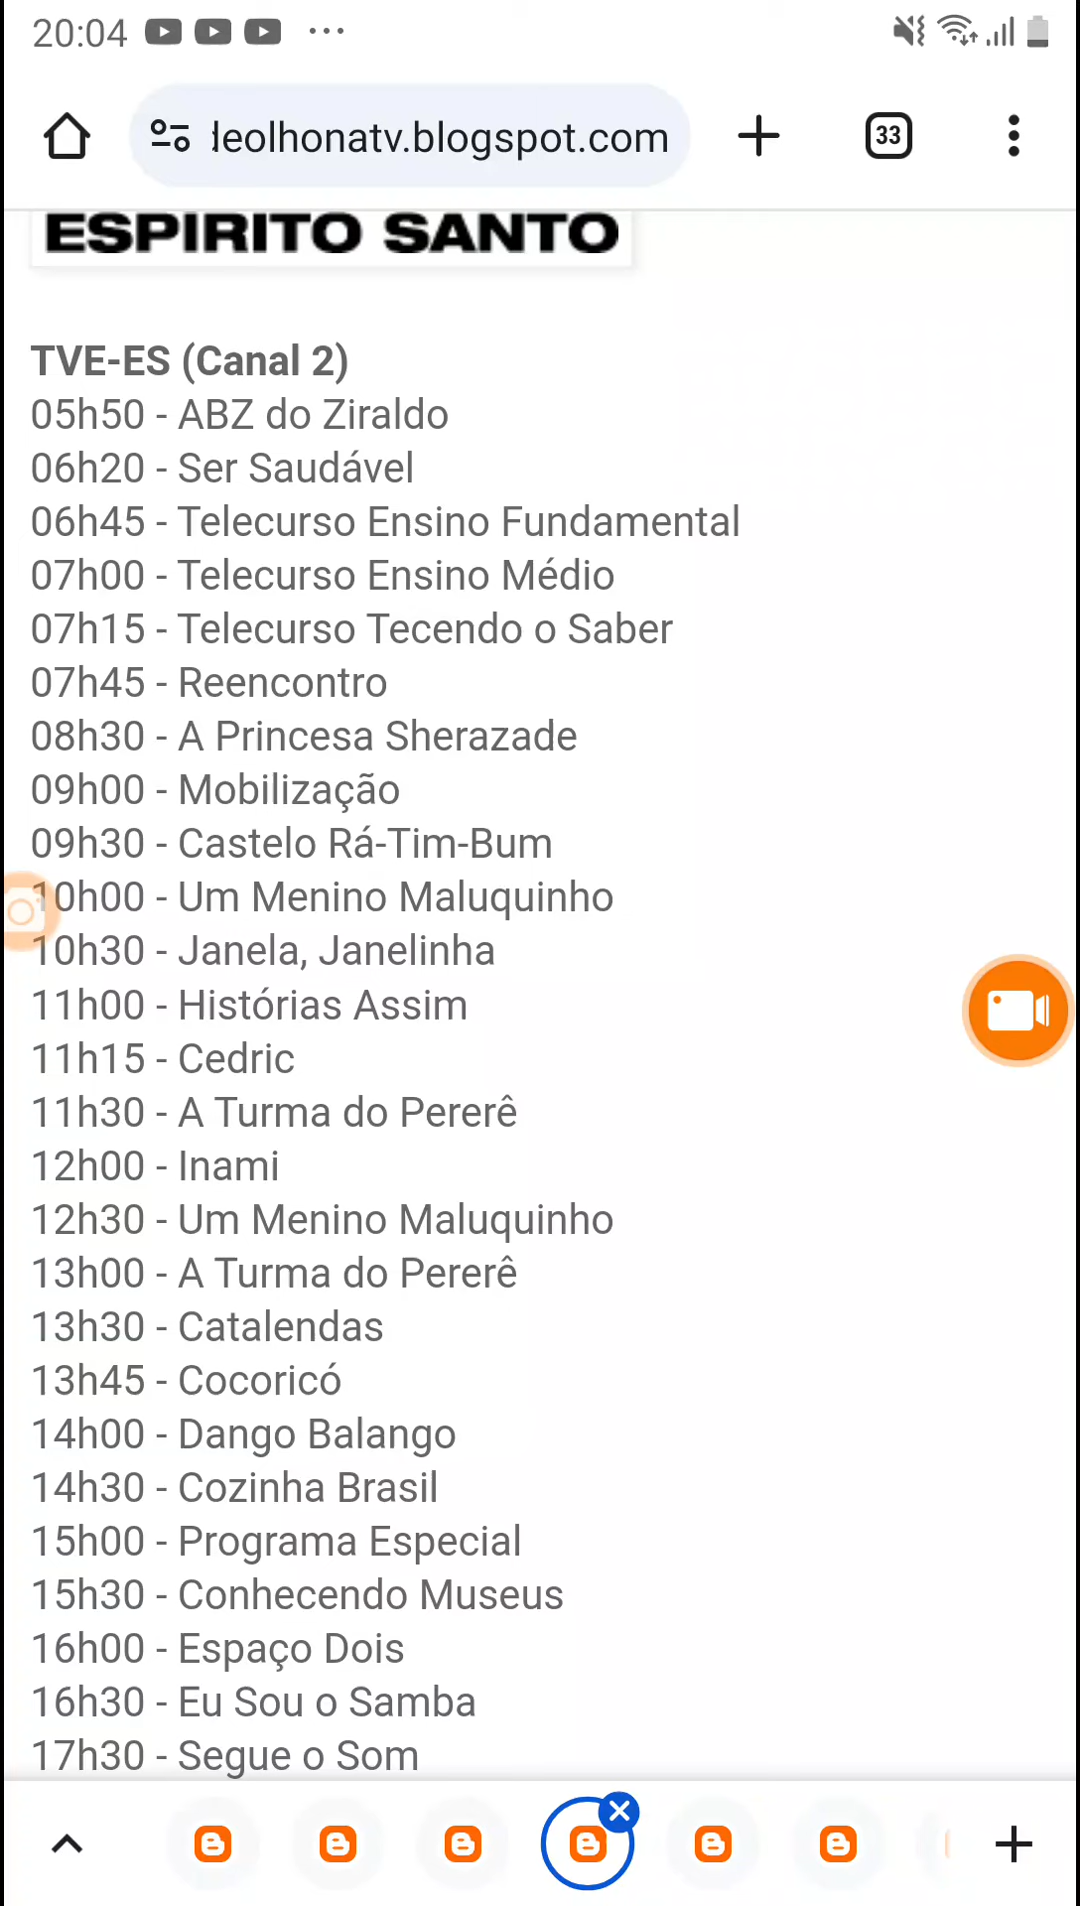 20:04
deolhonatv.blogspot.com
33
ESPIRITO SANTO
TVE-ES (Canal 2)
05h50 - ABZ do Ziraldo
06h20 - Ser Saudável
06h45 - Telecurso Ensino Fundamental
07h00 - Telecurso Ensino Médio
07h15 - Telecurso Tecendo o Saber
07h45 - Reencontro
08h30 - A Princesa Sherazade
09h00 - Mobilização
09h30 - Castelo Rá-Tim-Bum
10h00 - Um Menino Maluquinho
10h30 - Janela, Janelinha
11h00 - Histórias Assim
11h15 - Cedric
11h30 - A Turma do Pererê
12h00 - Inami
12h30 - Um Menino Maluquinho
13h00 - A Turma do Pererê
13h30 - Catalendas
13h45 - Cocoricó
14h00 - Dango Balango
14h30 - Cozinha Brasil
15h00 - Programa Especial
15h30 - Conhecendo Museus
16h00 - Espaço Dois
16h30 - Eu Sou o Samba
17h30 - Segue o Som